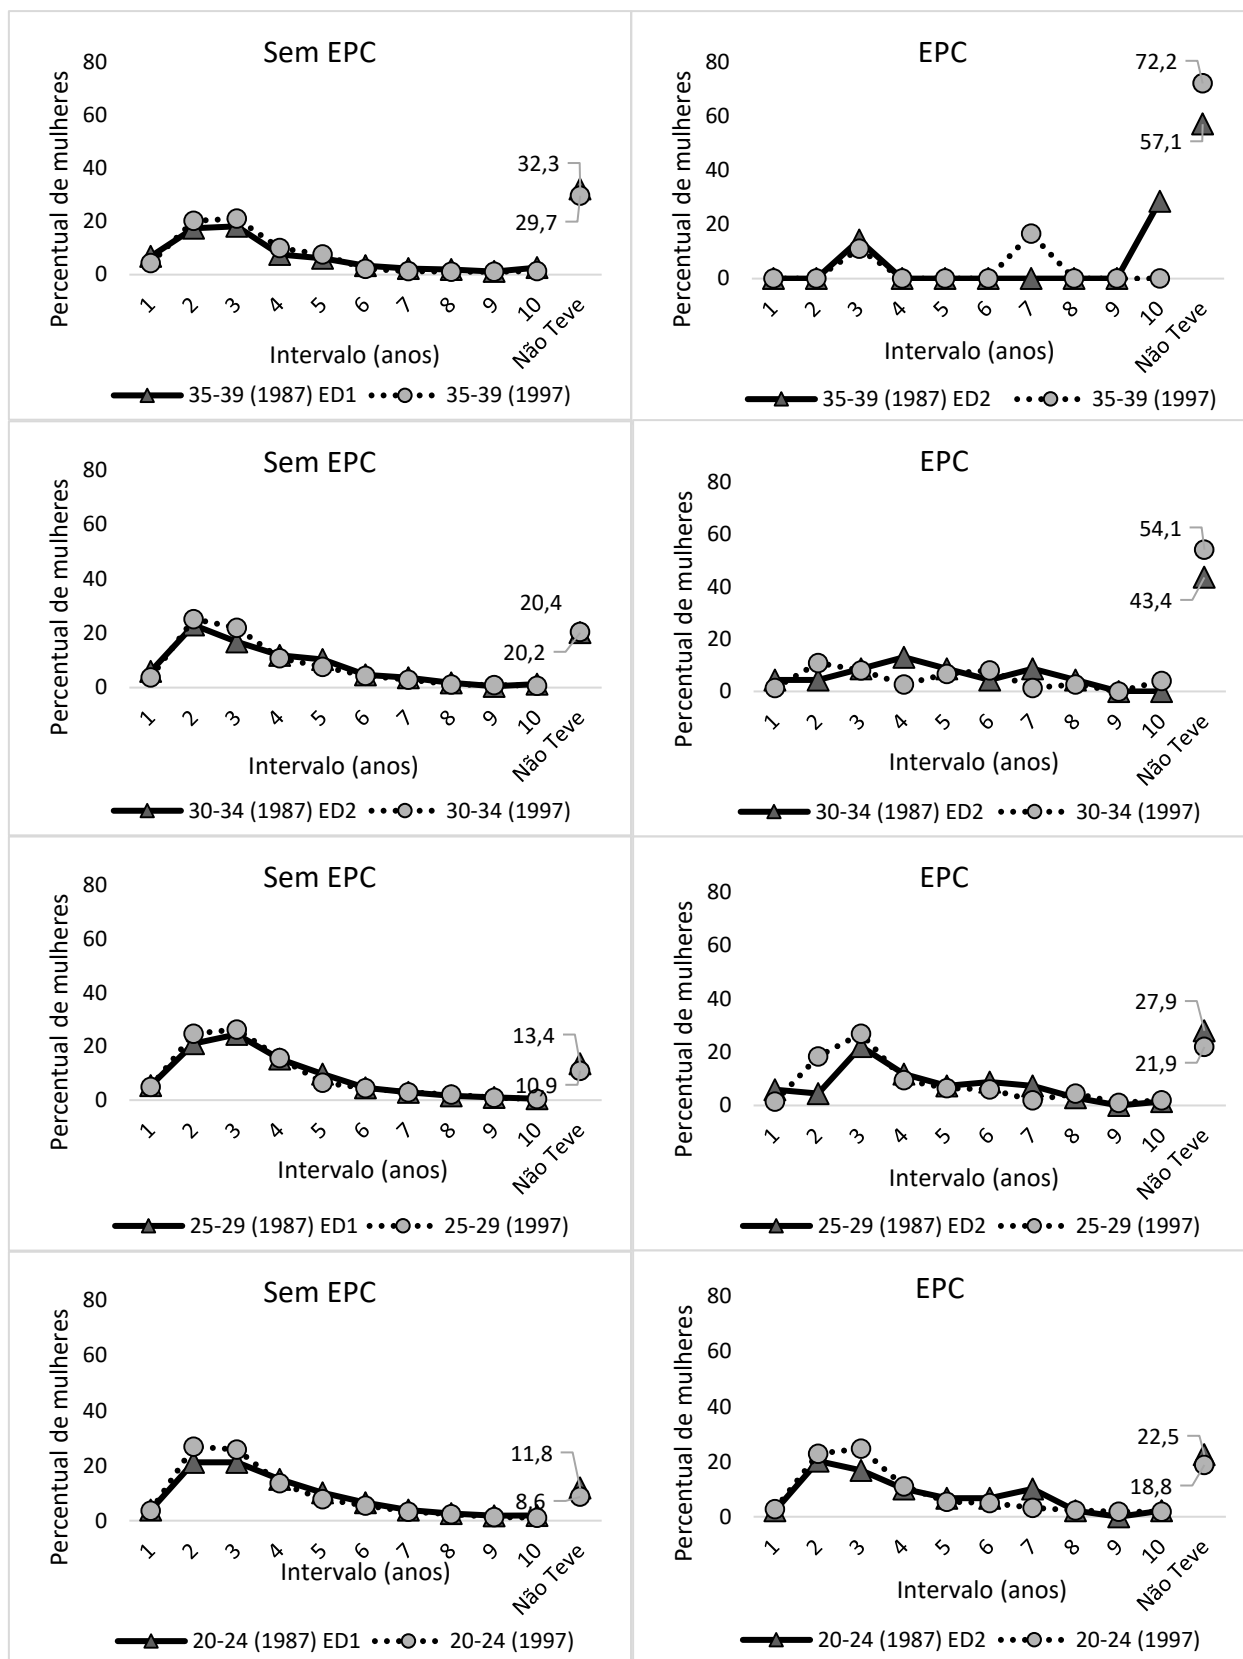 Sem EPC
Percentual de mulheres
80
60
40
20
0
32,3
29,7
1 2 3 4 5 6 7 8 9 10 Não Teve
Intervalo (anos)
35-39 (1987) ED1 35-39 (1997)
EPC
Percentual de mulheres
80
60
40
20
0
72,2
57,1
1 2 3 4 5 6 7 8 9 10 Não Teve
Intervalo (anos)
35-39 (1987) ED2 35-39 (1997)
Sem EPC
Percentual de mulheres
80
60
40
20
0
20,4
20,2
1 2 3 4 5 6 7 8 9 10 Não Teve
Intervalo (anos)
30-34 (1987) ED2 30-34 (1997)
EPC
Percentual de mulheres
80
60
40
20
0
54,1
43,4
1 2 3 4 5 6 7 8 9 10 Não Teve
Intervalo (anos)
30-34 (1987) ED2 30-34 (1997)
Sem EPC
Percentual de mulheres
80
60
40
20
0
13,4
10,9
1 2 3 4 5 6 7 8 9 10 Não Teve
Intervalo (anos)
25-29 (1987) ED1 25-29 (1997)
EPC
Percentual de mulheres
80
60
40
20
0
27,9
21,9
1 2 3 4 5 6 7 8 9 10 Não Teve
Intervalo (anos)
25-29 (1987) ED2 25-29 (1997)
Sem EPC
Percentual de mulheres
80
60
40
20
0
11,8
8,6
1 2 3 4 5 6 7 8 9 10 Não Teve
Intervalo (anos)
20-24 (1987) ED1 20-24 (1997)
EPC
Percentual de mulheres
80
60
40
20
0
22,5
18,8
1 2 3 4 5 6 7 8 9 10 Não Teve
Intervalo (anos)
20-24 (1987) ED2 20-24 (1997)